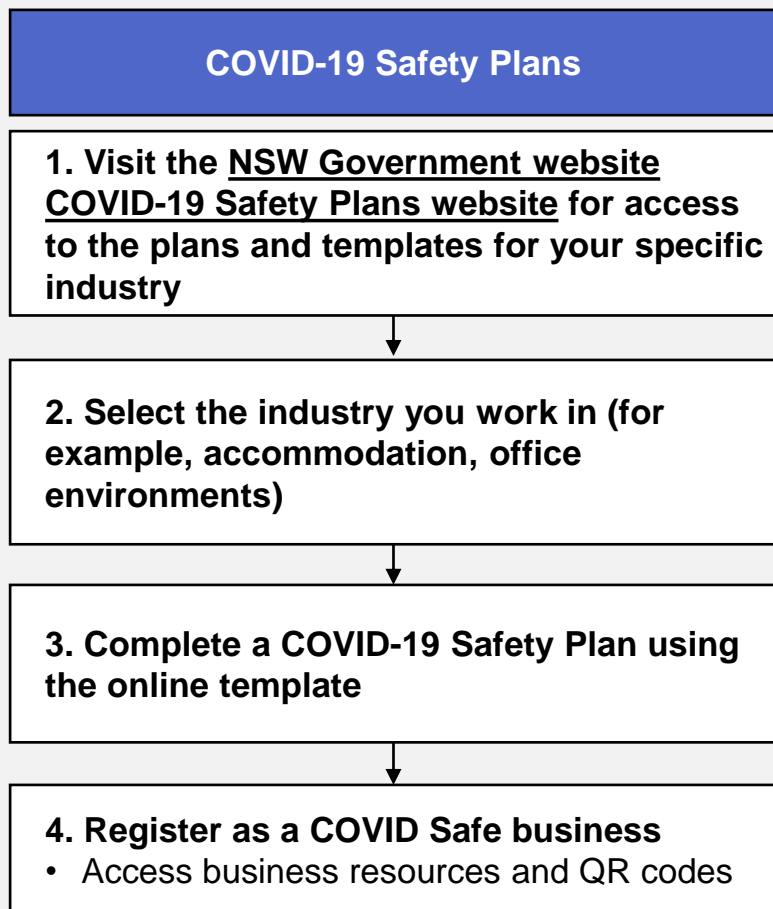 COVID-19 Safety Plans
1. Visit the NSW Government website
COVID-19 Safety Plans website for access
to the plans and templates for your specific
industry
2. Select the industry you work in (for
example, accommodation, office
environments)
3. Complete a COVID-19 Safety Plan using
the online template
4. Register as a COVID Safe business
• Access business resources and QR codes